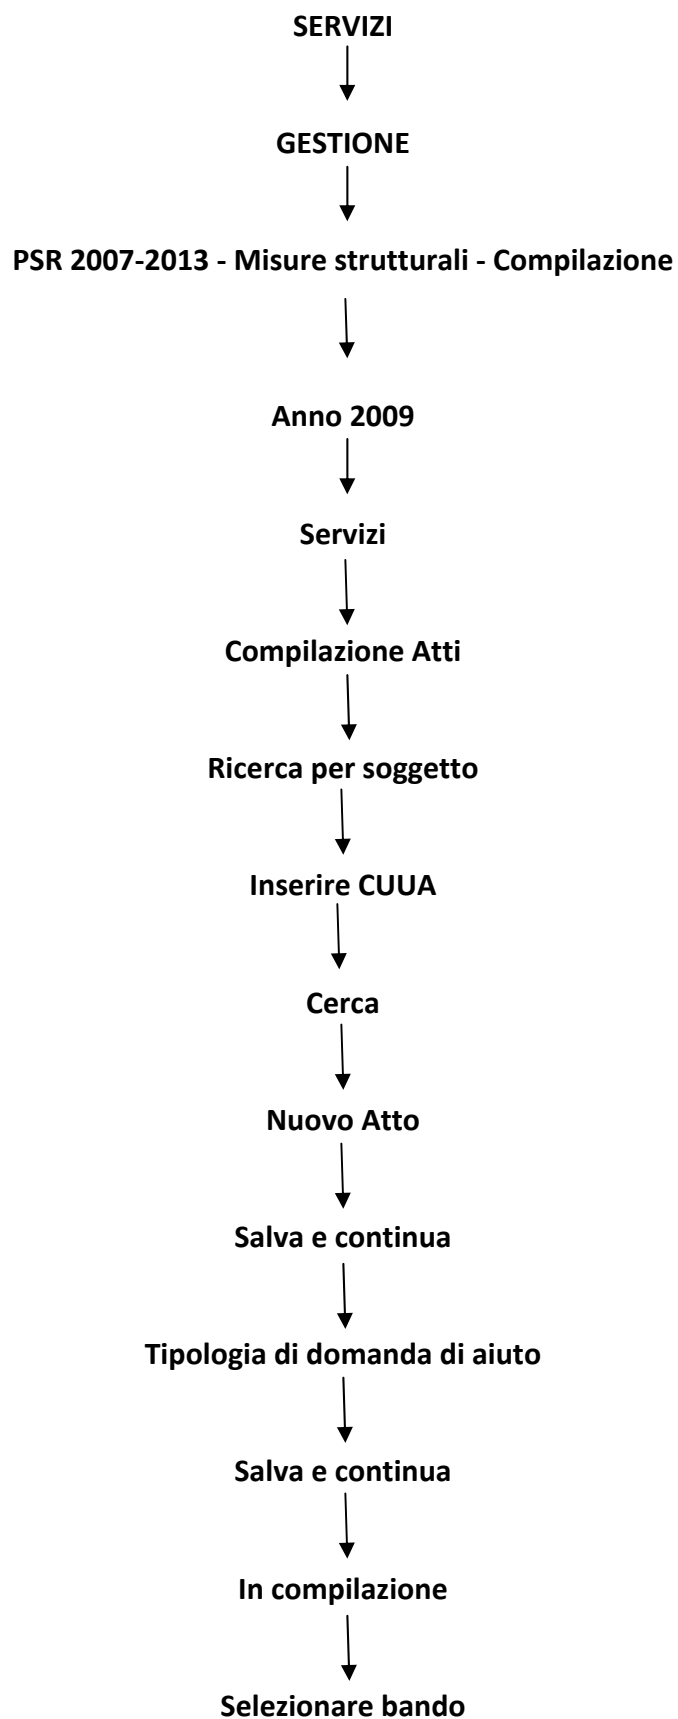 SERVIZI
GESTIONE
PSR 2007-2013 - Misure strutturali - Compilazione
Anno 2009
Servizi
Compilazione Atti
Ricerca per soggetto
Inserire CUUA
Cerca
Nuovo Atto
Salva e continua
Tipologia di domanda di aiuto
Salva e continua
In compilazione
Selezionare bando